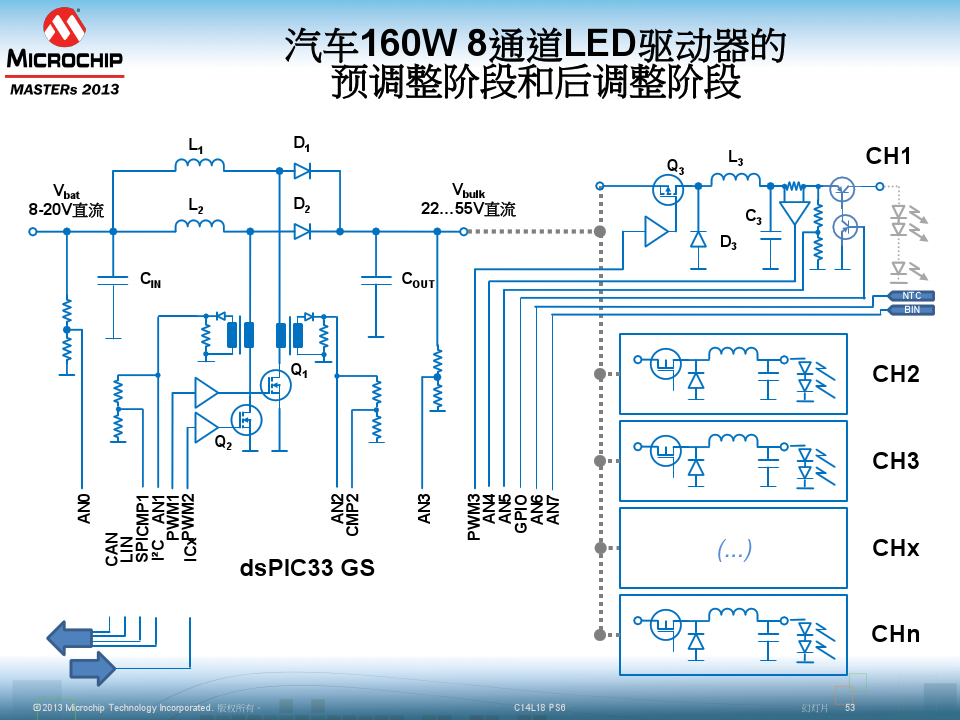 MICROCHIP
MASTERs 2013
汽车160W 8通道LED驱动器的
预调整阶段和后调整阶段
L1
D1
Vbat
8-20V直流
L2
D2
Vbulk
22…55V直流
CIN
COUT
Q1
Q2
Q3
L3
CH1
C3
D3
NTC
BIN
CH2
CH3
(...)
CHx
CHn
AN0
CAN
LIN
SPICMP1
I²C
AN1
PWM1
PWM2
ICx
AN2
CMP2
AN3
PWM3
AN4
AN5
GPIO
AN6
AN7
dsPIC33 GS
© 2013 Microchip Technology Incorporated. 版权所有。
C14L18 PS6
幻灯片 53